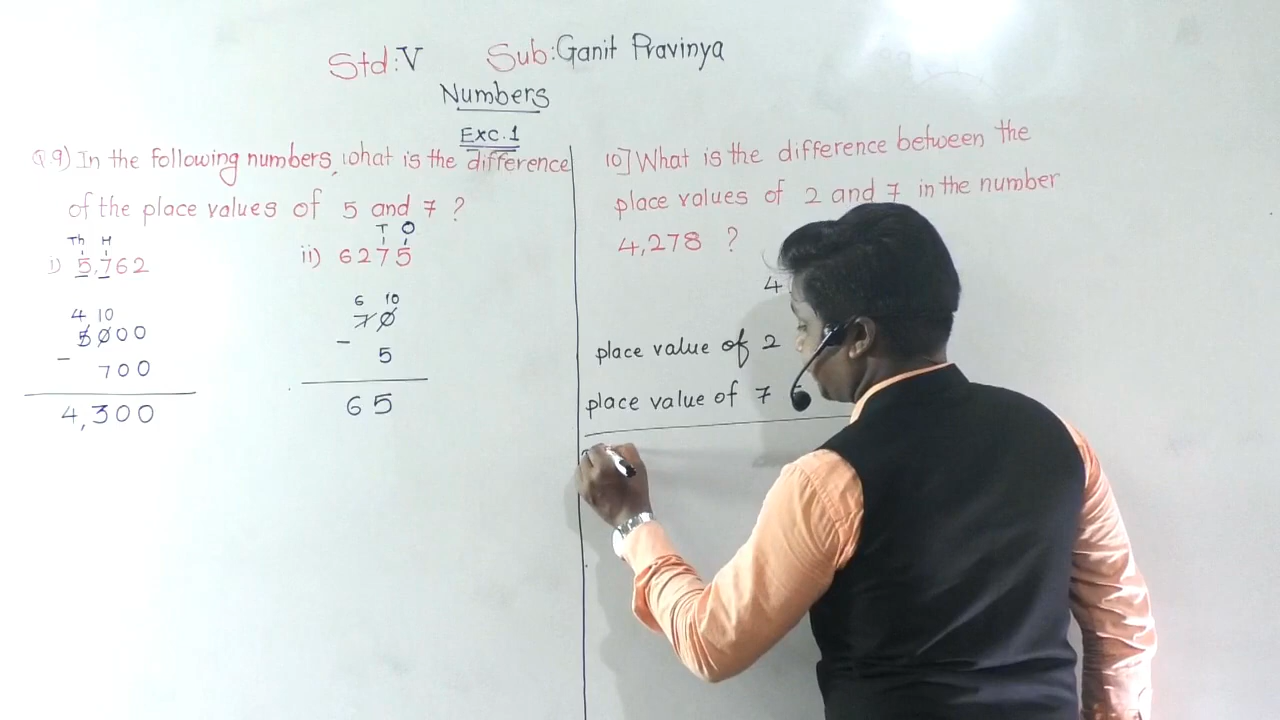 Std: V Sub: Ganit Pravinya
Numbers
Exc. 1
Q 9) In the following numbers, what is the difference
of the place values of 5 and 7 ?
Th H
i) 5,762
4 10
5000
- 700
4,300
T O
ii) 6275
6 10
70
- 5
65
10] What is the difference between the
place values of 2 and 7 in the number
4,278 ?
4
place value of 2
place value of 7